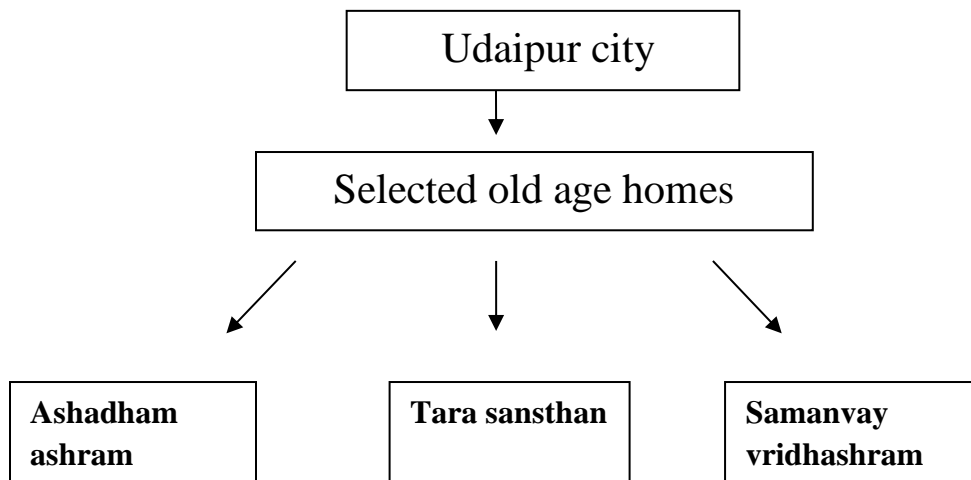 Udaipur city
Selected old age homes
Ashadham
ashram
Tara sansthan
Samanvay
vridhashram